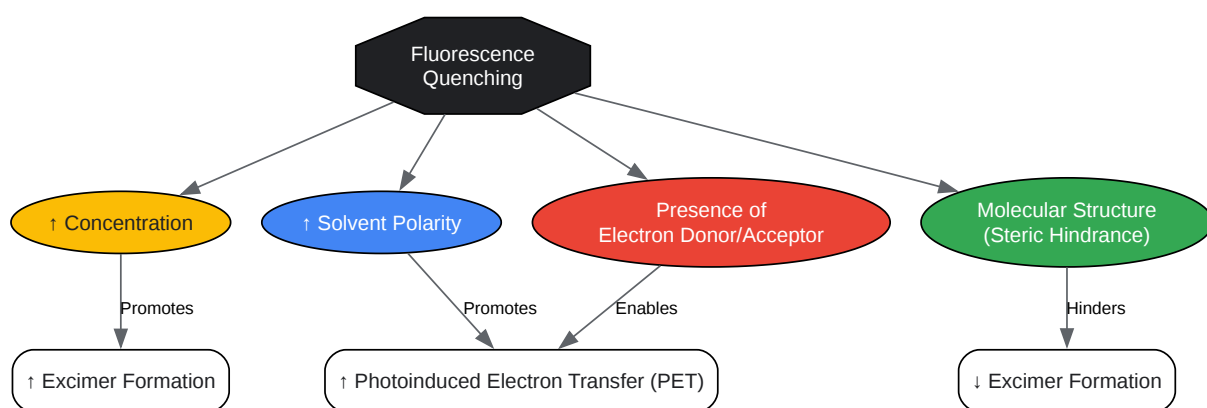 Fluorescence
Quenching
↑ Concentration
↑ Solvent Polarity
Presence of
Electron Donor/Acceptor
Molecular Structure
(Steric Hindrance)
Promotes
Promotes
Enables
Hinders
↑ Excimer Formation
↑ Photoinduced Electron Transfer (PET)
↓ Excimer Formation